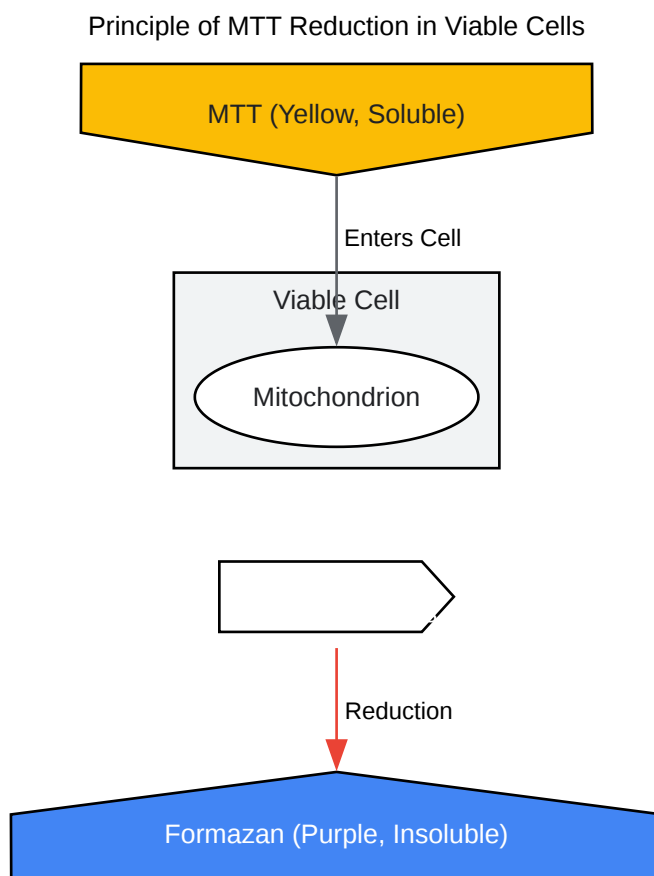 Principle of MTT Reduction in Viable Cells
MTT (Yellow, Soluble)
Enters Cell
Viable Cell
Mitochondrion
Reduction
Formazan (Purple, Insoluble)